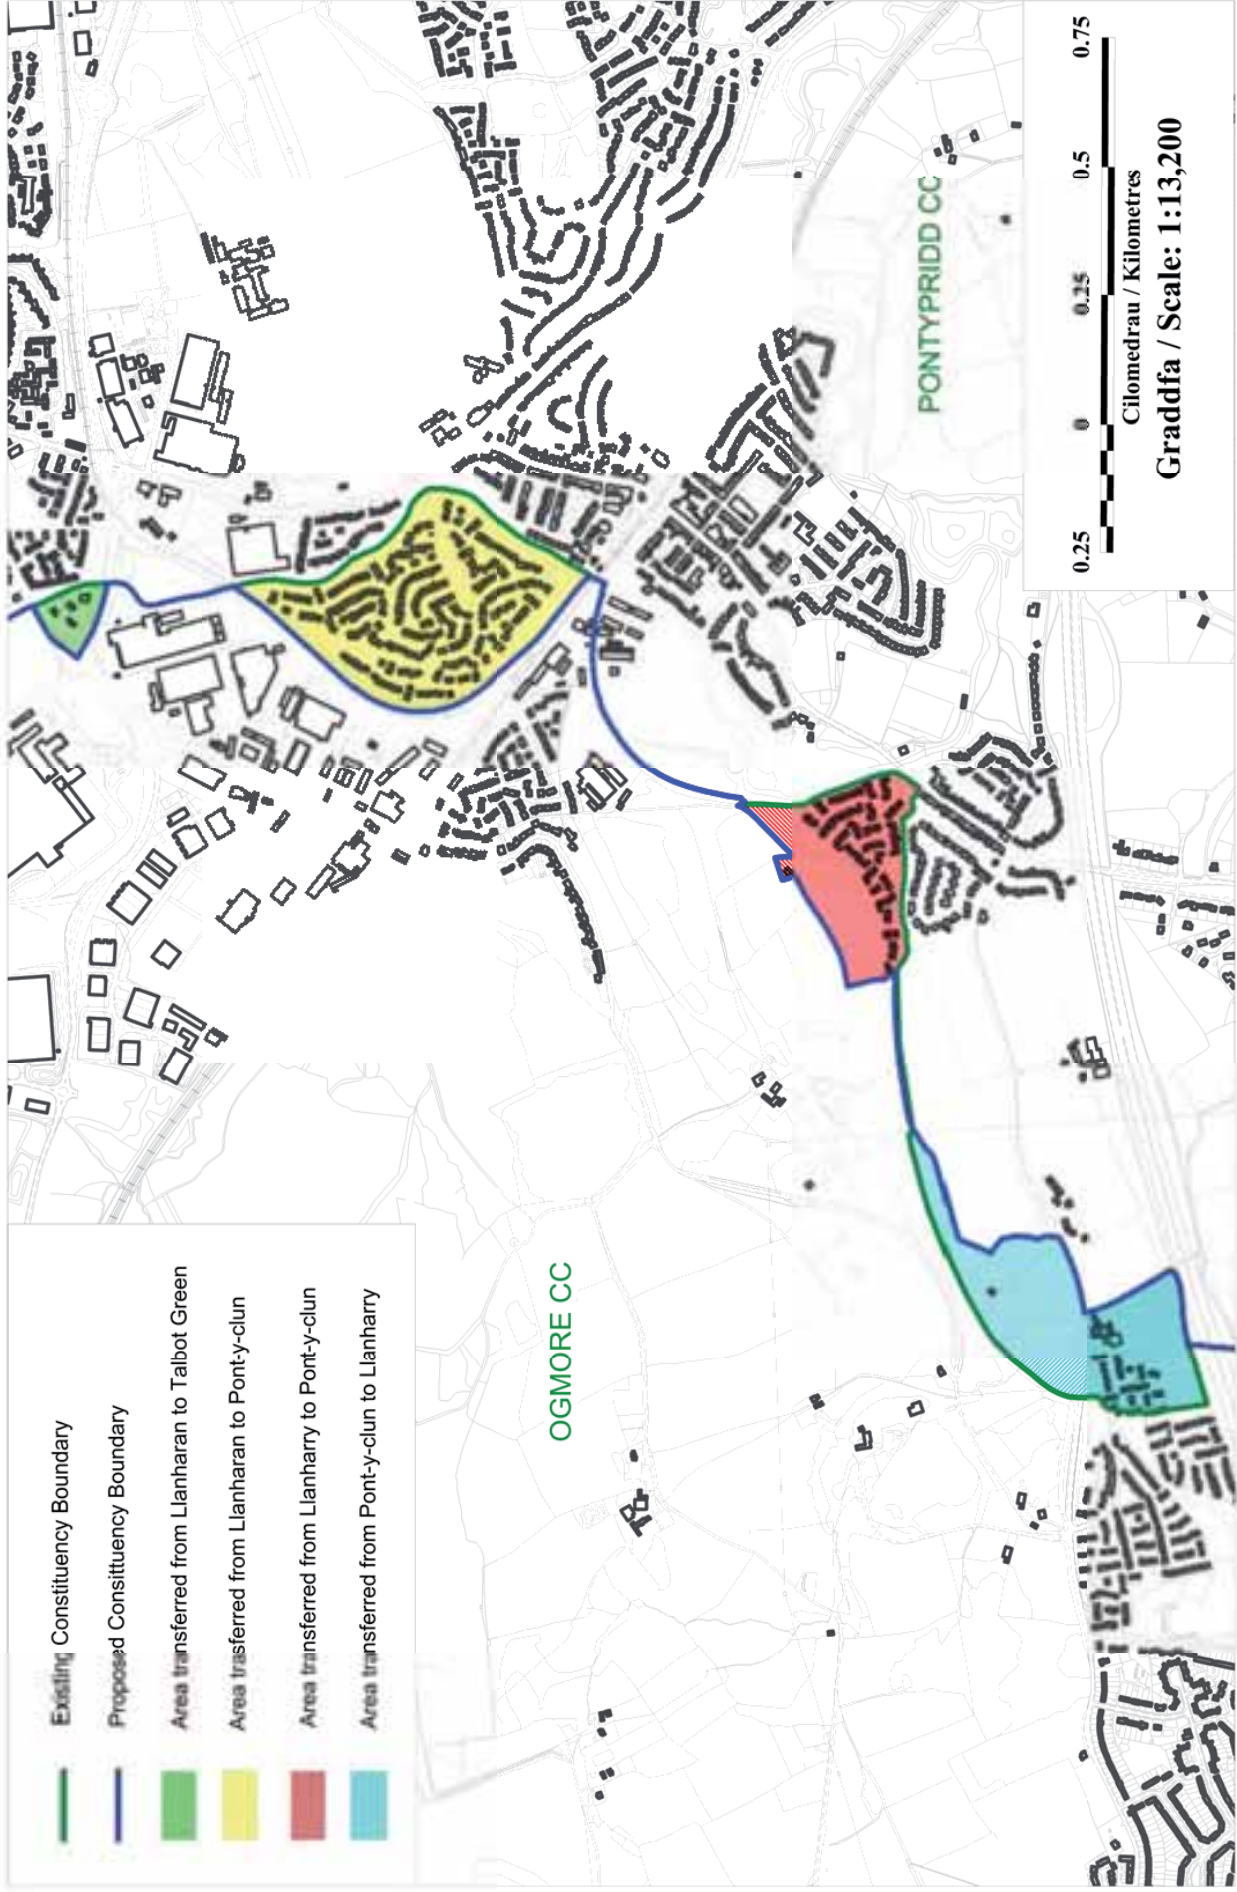 Existing Constituency Boundary
Proposed Consittuency Boundary
Area transferred from Llanharan to Talbot Green
Area trasferred from Llanharan to Pont-y-clun
Area transferred from Llanharry to Pont-y-clun
Area transferred from Pont-y-clun to Llanharry
OGMORE CC
PONTYPRIDD CC
0.25 0 0.25 0.5 0.75
Cilomedrau / Kilometres
Graddfa / Scale: 1:13,200